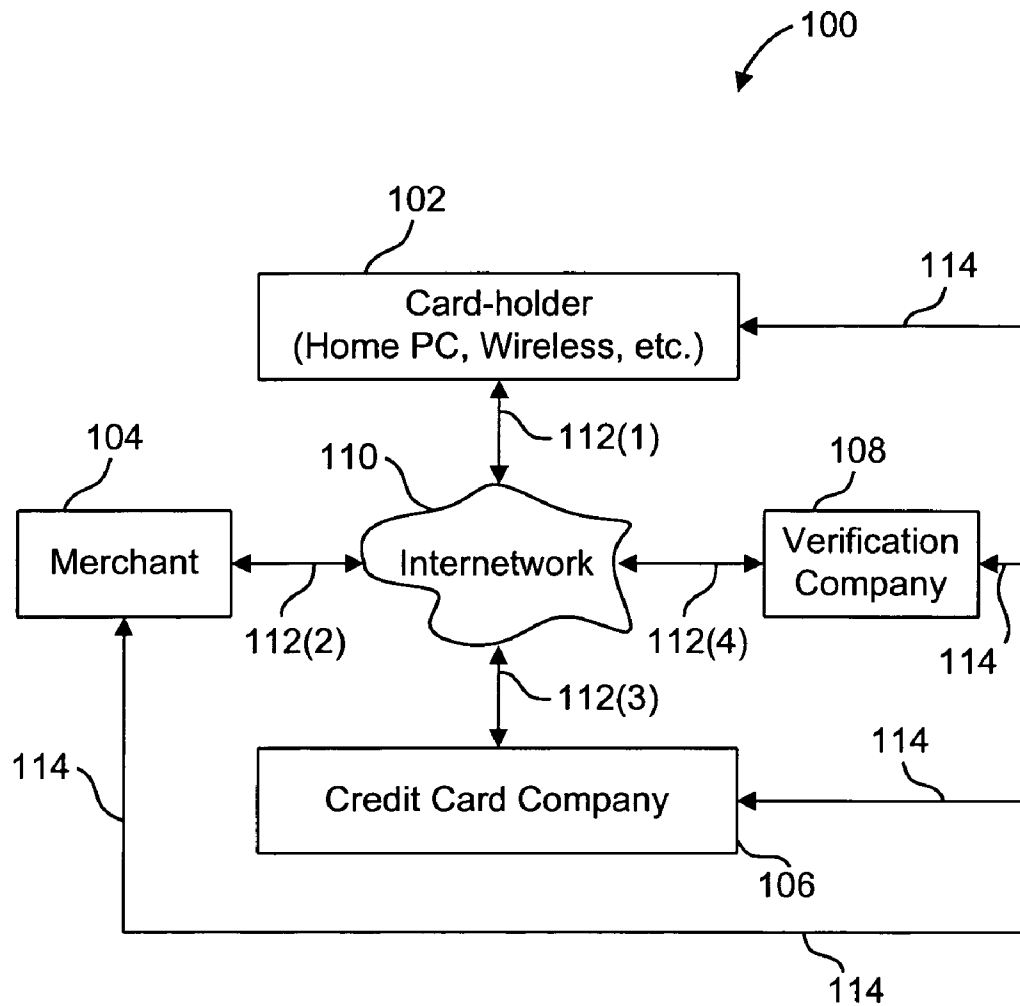 100
102
Card-holder
(Home PC, Wireless, etc.)
114
112(1)
104
110
108
Merchant
Internetwork
Verification
Company
112(2)
112(4)
114
112(3)
114
114
Credit Card Company
106
114